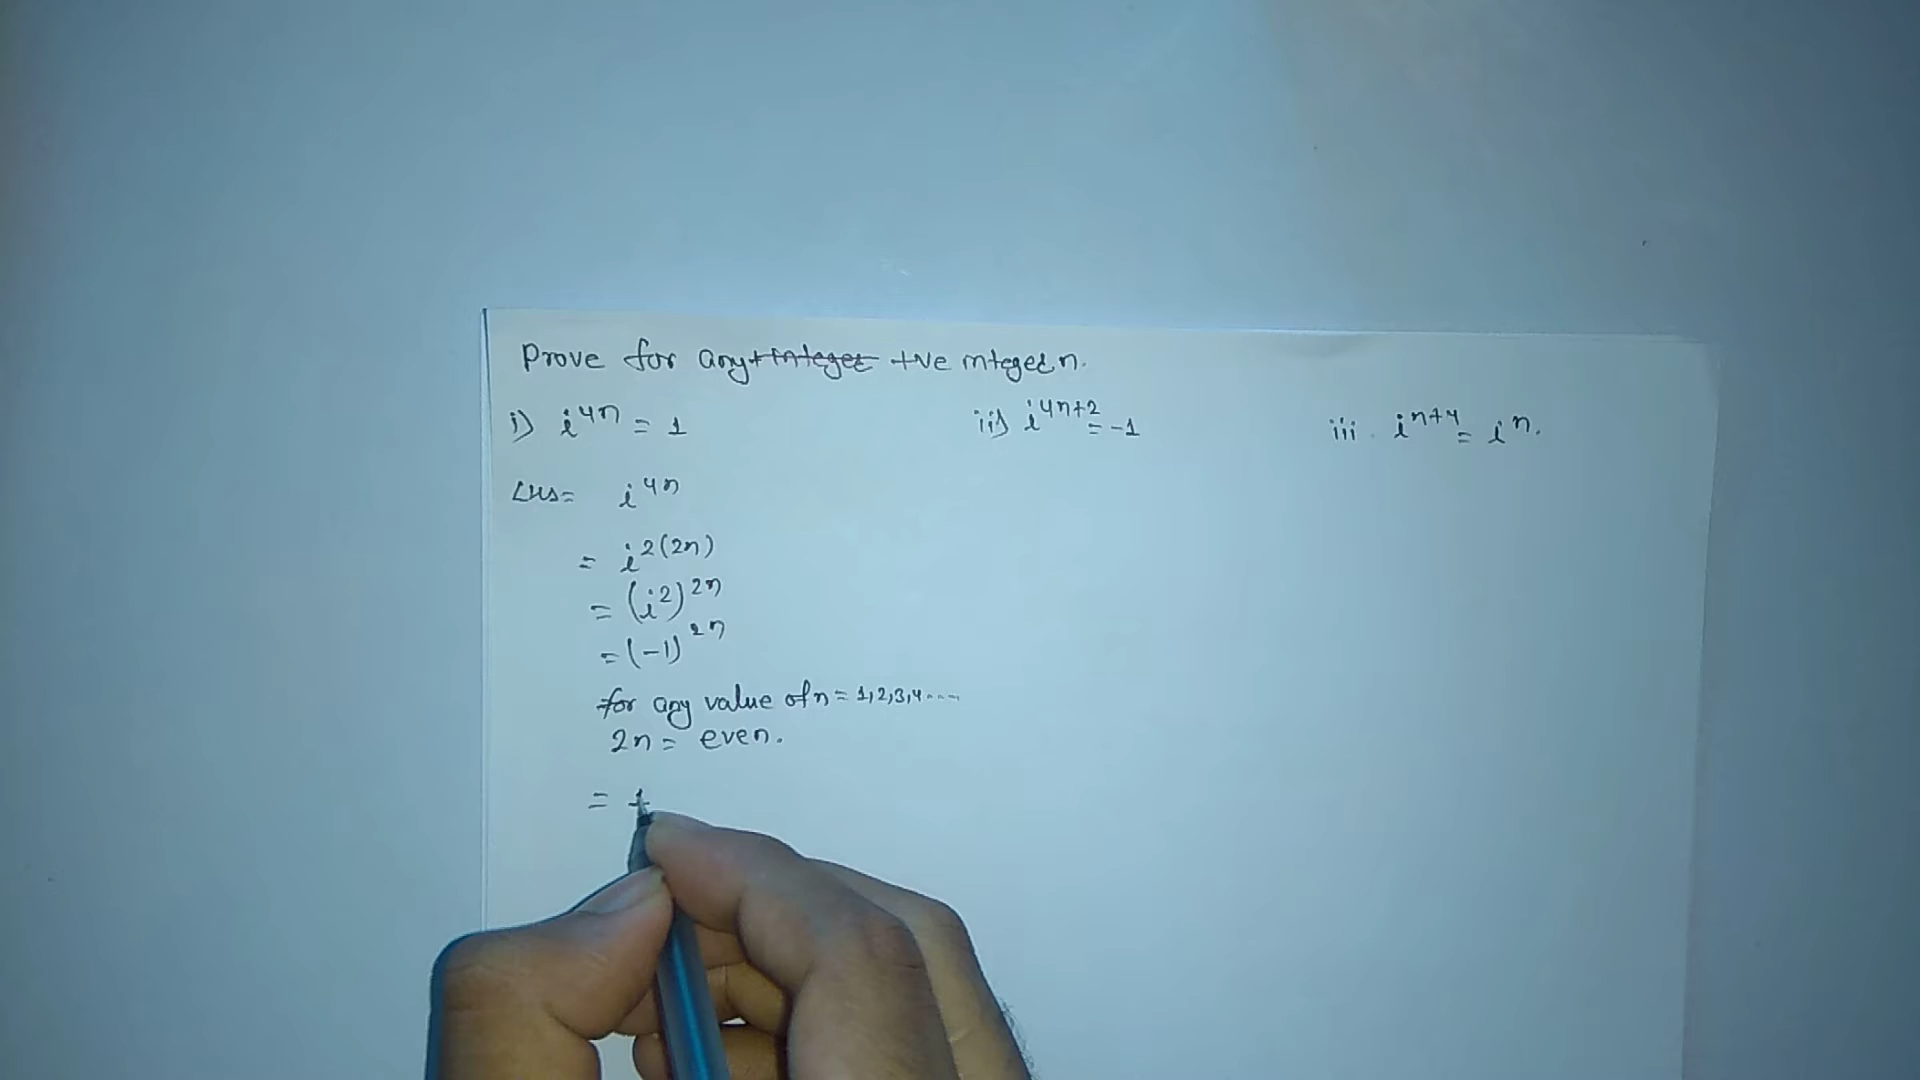 Prove for any + integer +ve integer n.
i) i^4n = 1 ii) i^4n+2 = -1 iii. i^n+4 = i^n.
LHS = i^4n
= i^2(2n)
= (i^2)^2n
= (-1)^2n
for any value of n = 1,2,3,4....
2n = even.
= 1